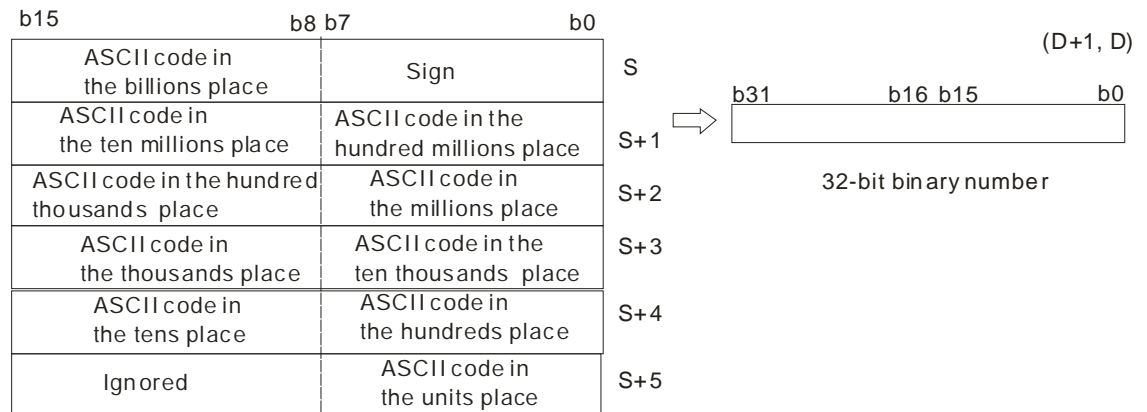 b15 b8 b7 b0
ASCII code in
the billions place
Sign
S
ASCII code in
the ten millions place
ASCII code in the
hundred millions place
S+1
ASCII code in the hundred
thousands place
ASCII code in
the millions place
S+2
ASCII code in
the thousands place
ASCII code in the
ten thousands place
S+3
ASCII code in
the tens place
ASCII code in
the hundreds place
S+4
Ignored
ASCII code in
the units place
S+5
(D+1, D)
b31 b16 b15 b0
32-bit binary number